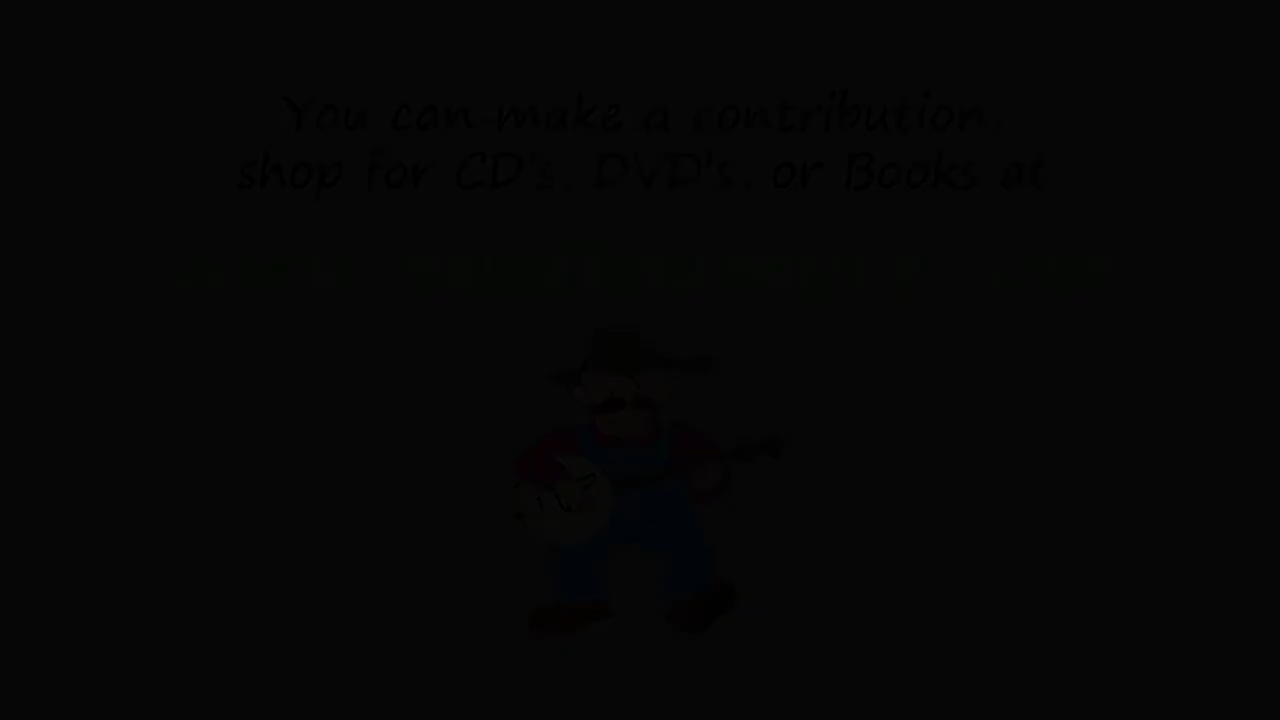 You can make a contribution,
shop for CD's, DVD's, or Books at